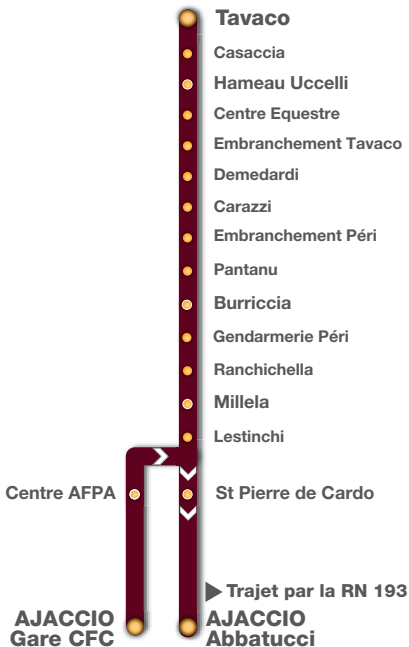 Tavaco
Casaccia
Hameau Uccelli
Centre Equestre
Embranchement Tavaco
Demedardi
Carazzi
Embranchement Péri
Pantanu
Burriccia
Gendarmerie Péri
Ranchichella
Millela
Lestinchi
Centre AFPA
St Pierre de Cardo
Trajet par la RN 193
AJACCIO
Gare CFC
AJACCIO
Abbatucci